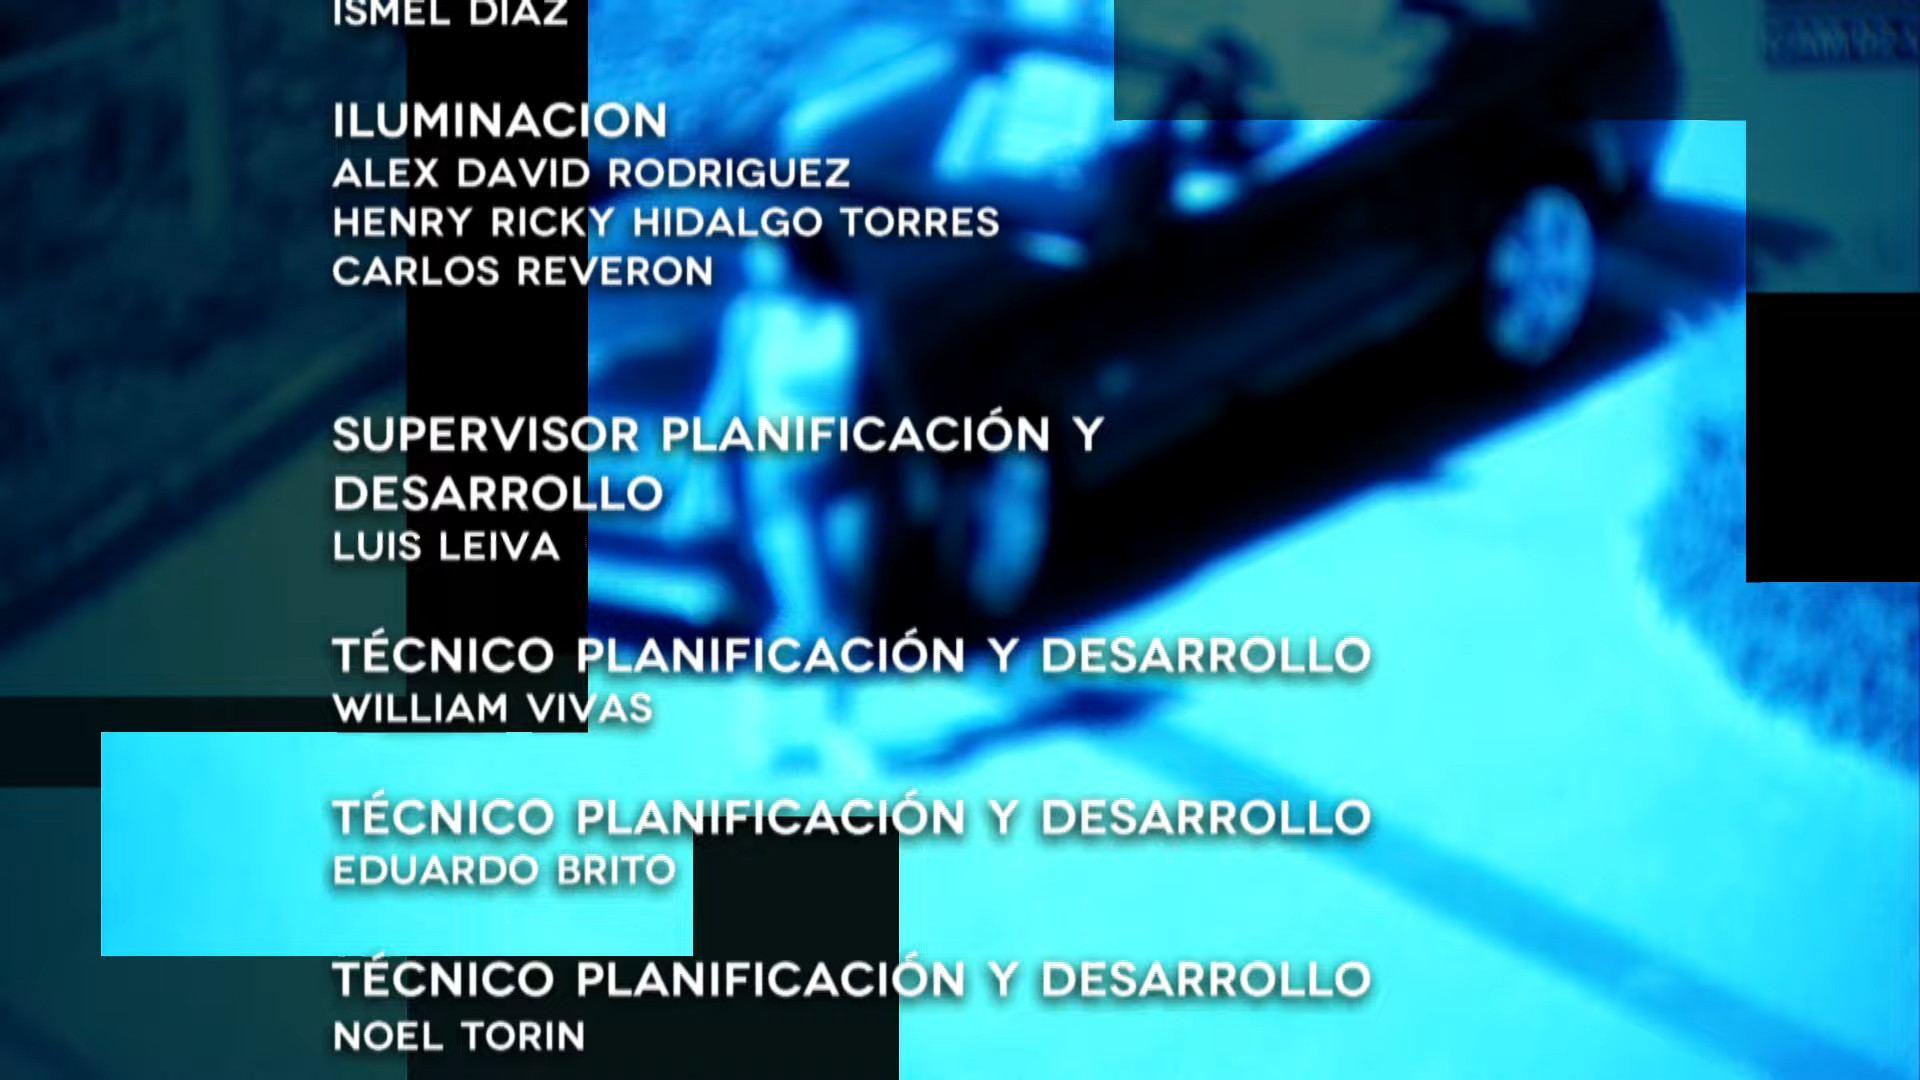 ISMEL DIAZ
ILUMINACION
ALEX DAVID RODRIGUEZ
HENRY RICKY HIDALGO TORRES
CARLOS REVERON
SUPERVISOR PLANIFICACIÓN Y
DESARROLLO
LUIS LEIVA
TÉCNICO PLANIFICACIÓN Y DESARROLLO
WILLIAM VIVAS
TÉCNICO PLANIFICACIÓN Y DESARROLLO
EDUARDO BRITO
TÉCNICO PLANIFICACIÓN Y DESARROLLO
NOEL TORIN